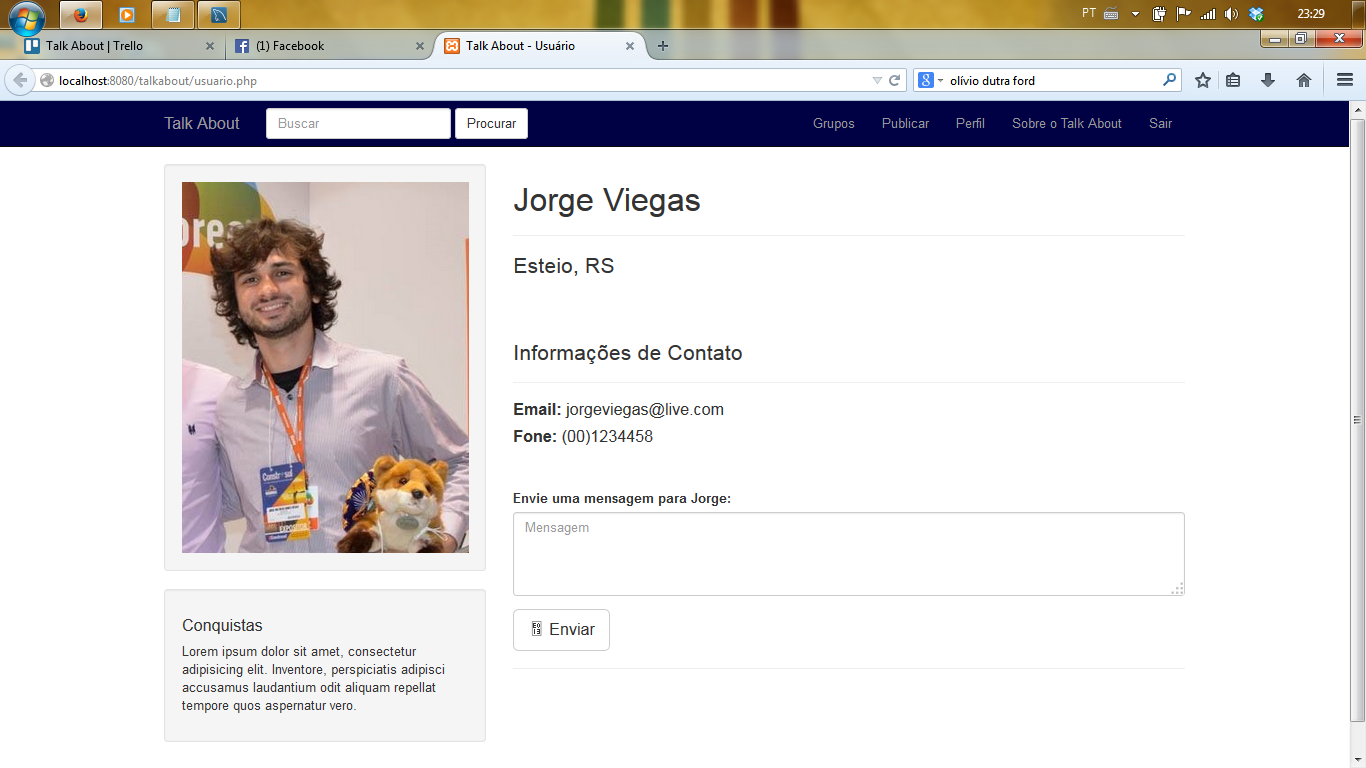 PT
23:29
Talk About | Trello
(1) Facebook
Talk About - Usuário
localhost:8080/talkabout/usuario.php
olívio dutra ford
Talk About
Buscar
Procurar
Grupos
Publicar
Perfil
Sobre o Talk About
Sair
Jorge Viegas
Esteio, RS
Informações de Contato
Email: jorgeviegas@live.com
Fone: (00)1234458
Envie uma mensagem para Jorge:
Mensagem
Enviar
EXPOSITOR
Conquistas
Lorem ipsum dolor sit amet, consectetur
adipisicing elit. Inventore, perspiciatis adipisci
accusamus laudantium odit aliquam repellat
tempore quos aspernatur vero.